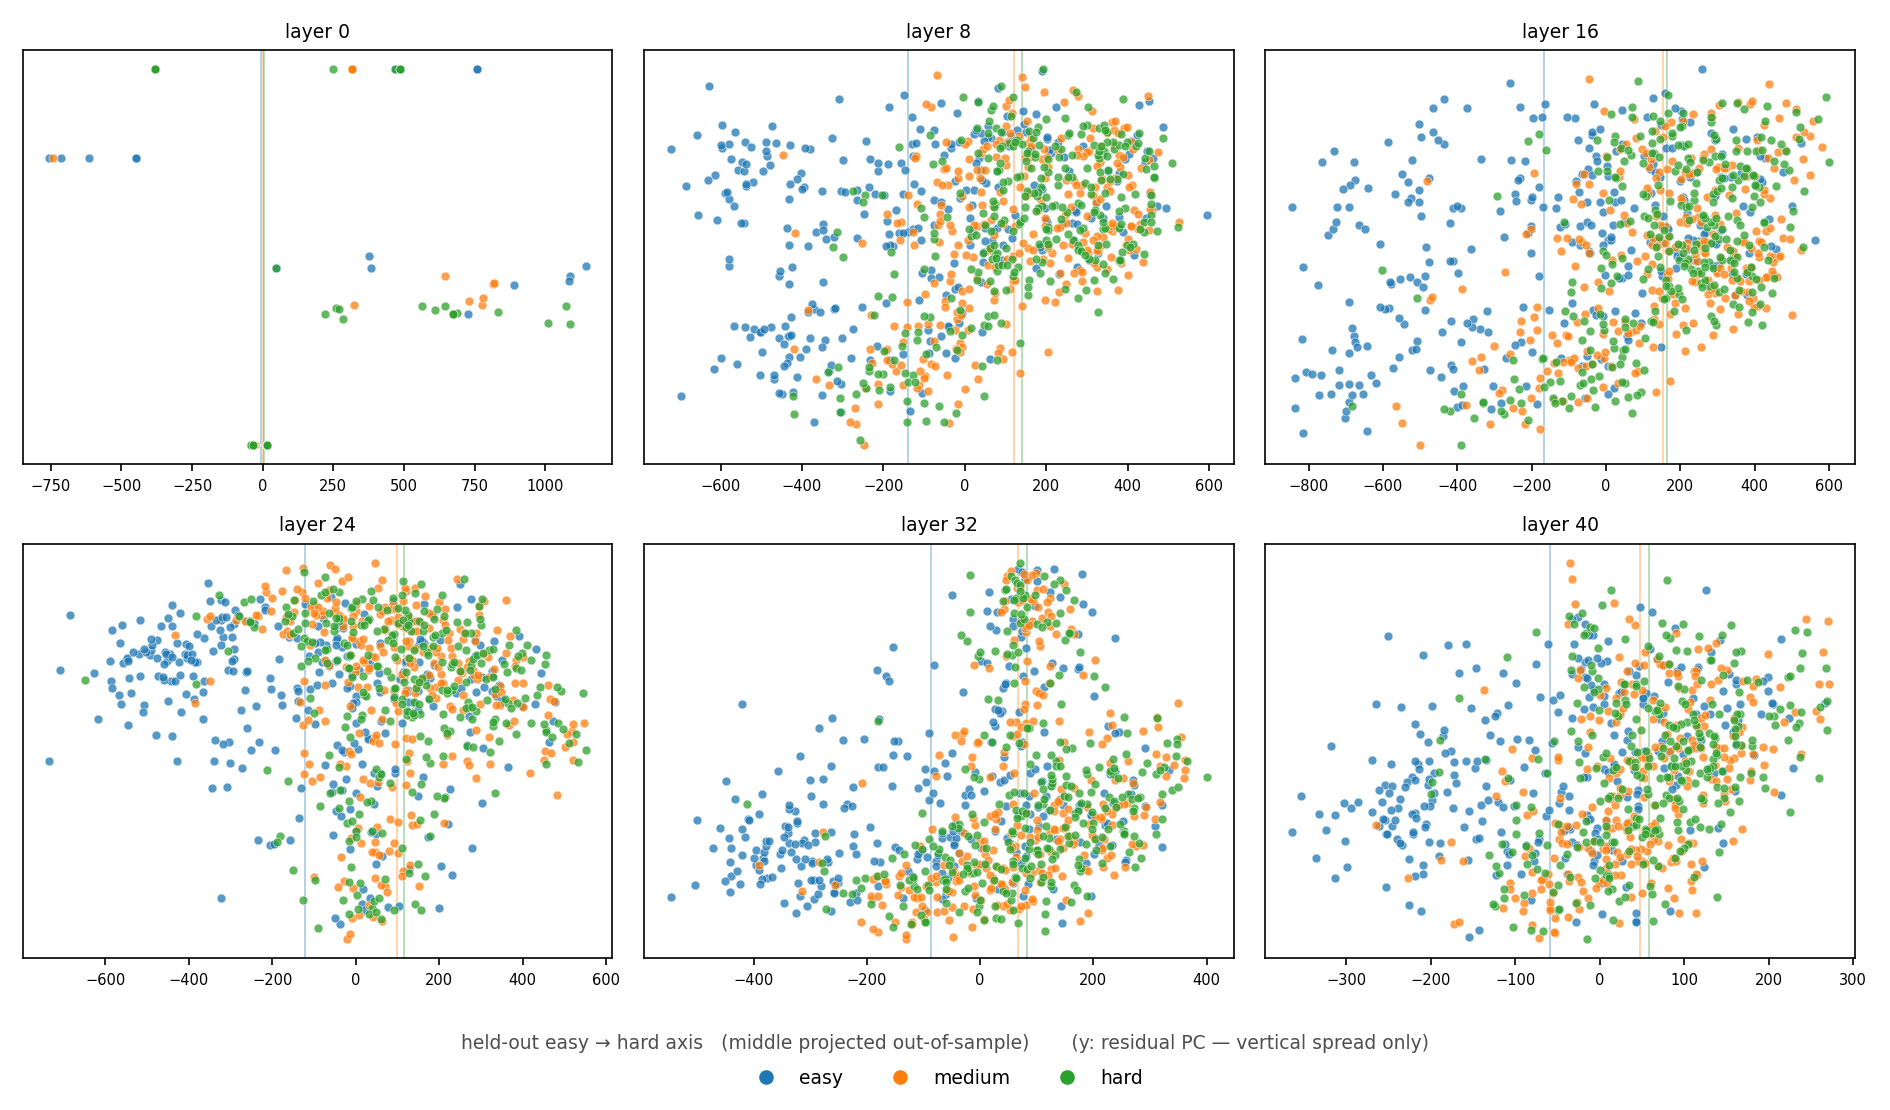 layer 0
layer 8
layer 16
−750 −500 −250 0 250 500 750 1000
−600 −400 −200 0 200 400 600
−800 −600 −400 −200 0 200 400 600
layer 24
layer 32
layer 40
−600 −400 −200 0 200 400 600
−400 −200 0 200 400
−300 −200 −100 0 100 200 300
held-out easy → hard axis (middle projected out-of-sample) (y: residual PC — vertical spread only)
easy medium hard